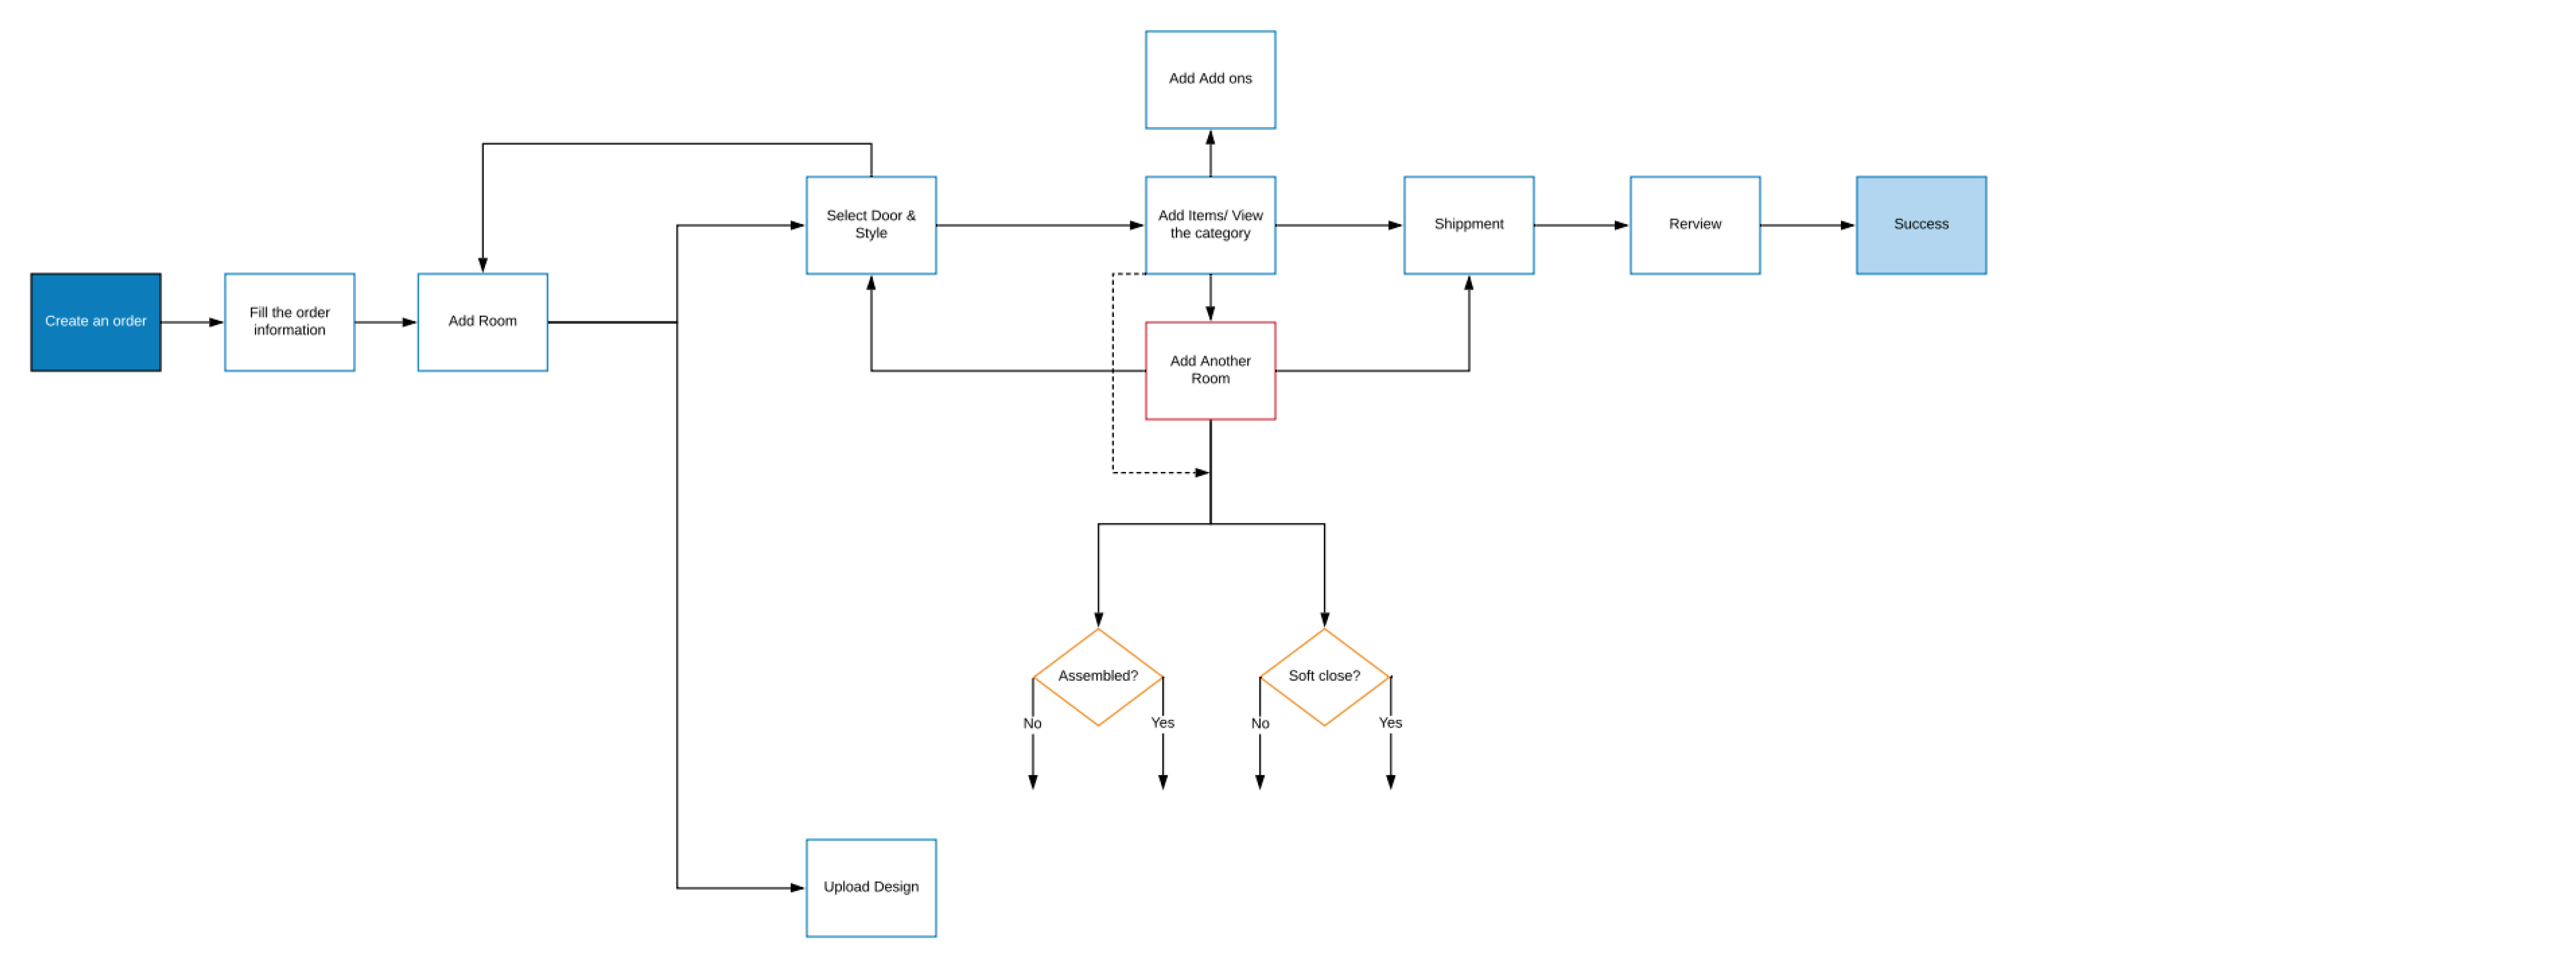 Add Add ons
Select Door &
Style
Add Items/ View
the category
Shippment
Rerview
Success
Create an order
Fill the order
information
Add Room
Add Another
Room
Assembled?
Soft close?
No
Yes
No
Yes
Upload Design